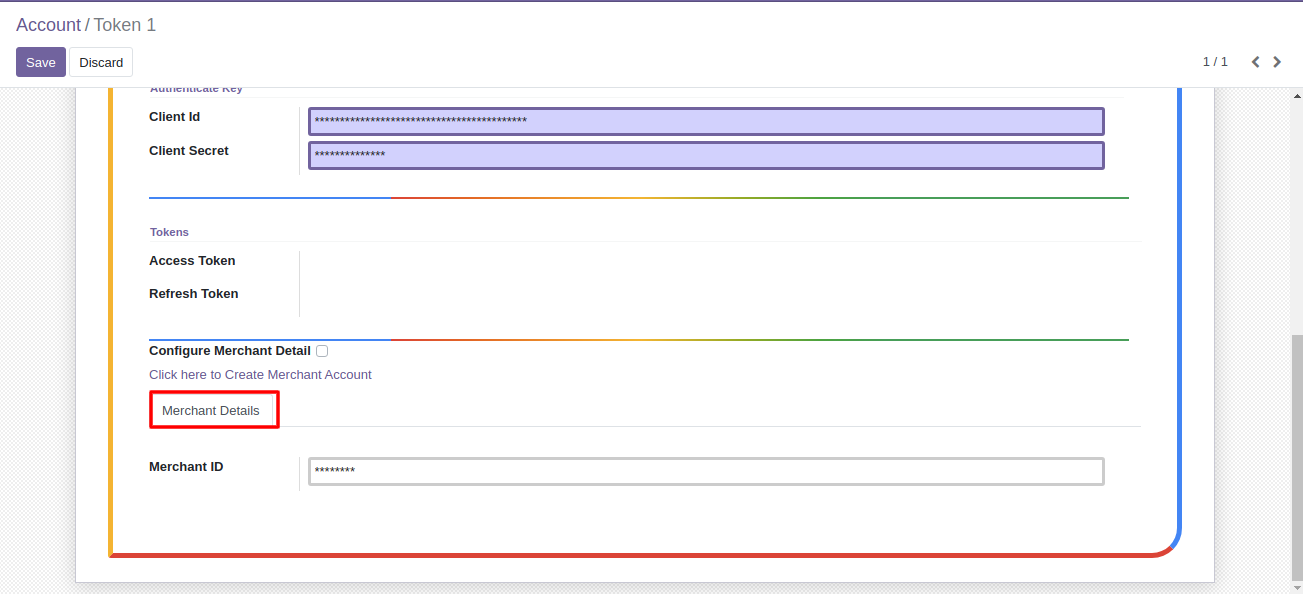 Account / Token 1
Save Discard 1 / 1
Authenticate Key
Client Id ******************************************
Client Secret **************
Tokens
Access Token
Refresh Token
Configure Merchant Detail
Click here to Create Merchant Account
Merchant Details
Merchant ID ********